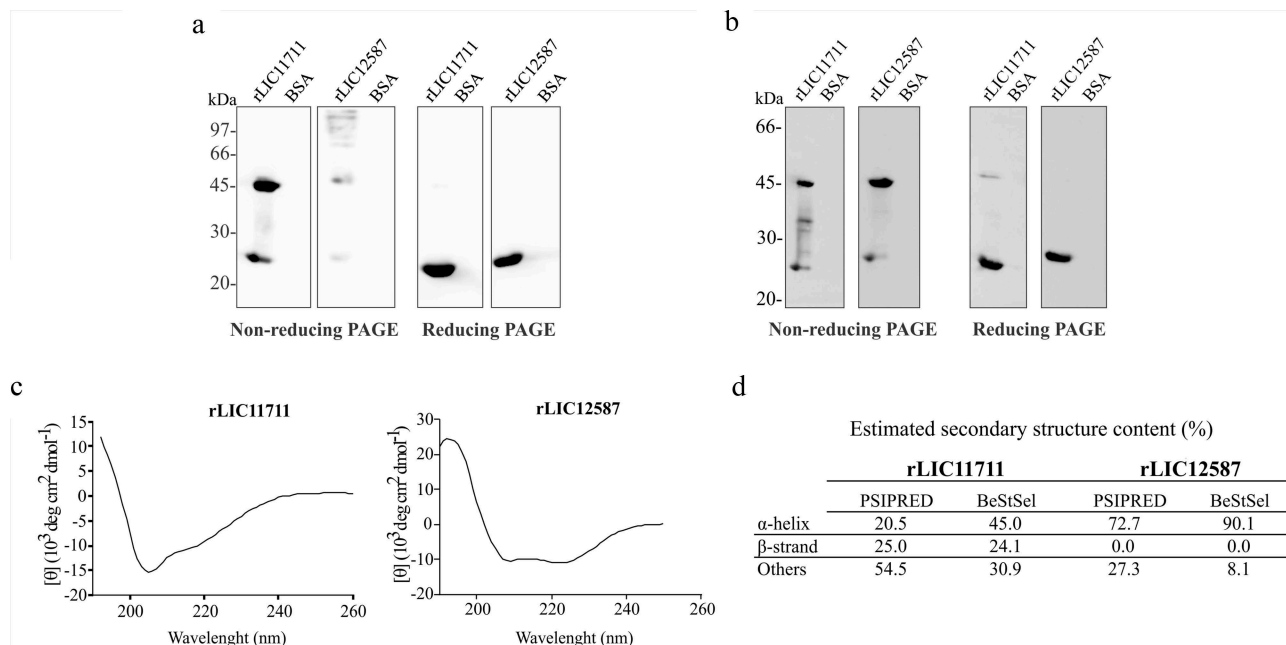 a
kDa
rLIC11711
BSA
rLIC12587
BSA
rLIC11711
BSA
rLIC12587
BSA
97-
66-
45-
30-
20-
Non-reducing PAGE
Reducing PAGE
b
kDa
rLIC11711
BSA
rLIC12587
BSA
rLIC11711
BSA
rLIC12587
BSA
66-
45-
30-
20-
Non-reducing PAGE
Reducing PAGE
c
rLIC11711
[θ] (10³ deg cm² dmol⁻¹)
15
10
5
0
-5
-10
-15
-20
200 220 240 260
Wavelenght (nm)
rLIC12587
[θ] (10³ deg cm² dmol⁻¹)
30
20
10
0
-10
-20
200 220 240 260
Wavelenght (nm)
d
Estimated secondary structure content (%)
rLIC11711 rLIC12587
PSIPRED BeStSel PSIPRED BeStSel
α-helix 20.5 45.0 72.7 90.1
β-strand 25.0 24.1 0.0 0.0
Others 54.5 30.9 27.3 8.1